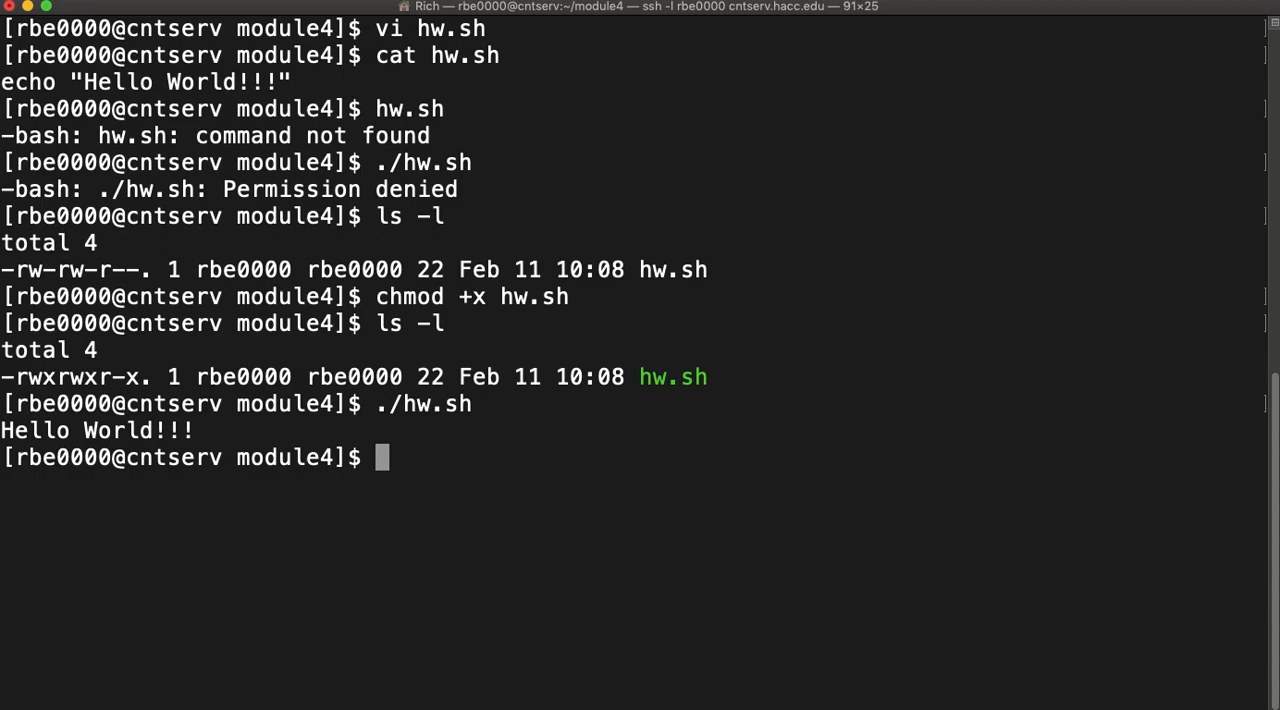 Rich — rbe0000@cntserv:~/module4 — ssh -l rbe0000 cntserv.hacc.edu — 91×25
[rbe0000@cntserv module4]$ vi hw.sh ]
[rbe0000@cntserv module4]$ cat hw.sh ]
echo "Hello World!!!"
[rbe0000@cntserv module4]$ hw.sh ]
-bash: hw.sh: command not found
[rbe0000@cntserv module4]$ ./hw.sh ]
-bash: ./hw.sh: Permission denied
[rbe0000@cntserv module4]$ ls -l ]
total 4
-rw-rw-r--. 1 rbe0000 rbe0000 22 Feb 11 10:08 hw.sh
[rbe0000@cntserv module4]$ chmod +x hw.sh ]
[rbe0000@cntserv module4]$ ls -l ]
total 4
-rwxrwxr-x. 1 rbe0000 rbe0000 22 Feb 11 10:08 hw.sh
[rbe0000@cntserv module4]$ ./hw.sh ]
Hello World!!!
[rbe0000@cntserv module4]$